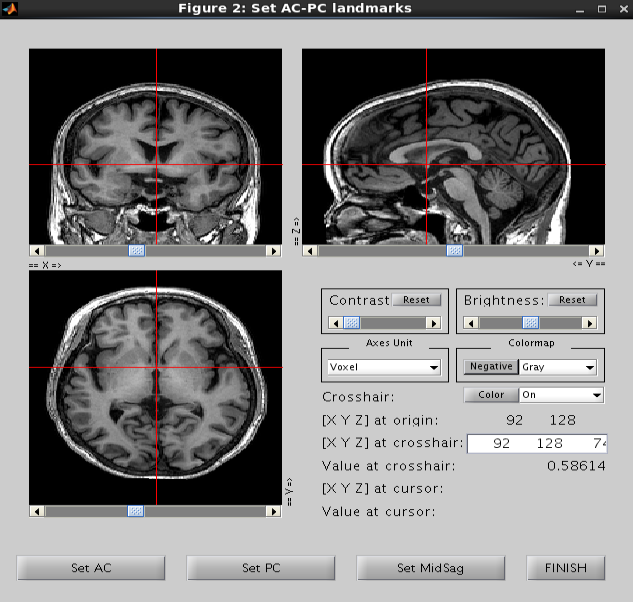 Figure 2: Set AC-PC landmarks
== Z =>
== X =>
<= Y ==
Contrast
Reset
Brightness:
Reset
Axes Unit
Colormap
Voxel
Negative
Gray
Crosshair:
Color
On
[X Y Z] at origin:
92 128
[X Y Z] at crosshair:
92 128 74
Value at crosshair:
0.58614
== Y =>
[X Y Z] at cursor:
Value at cursor:
Set AC
Set PC
Set MidSag
FINISH